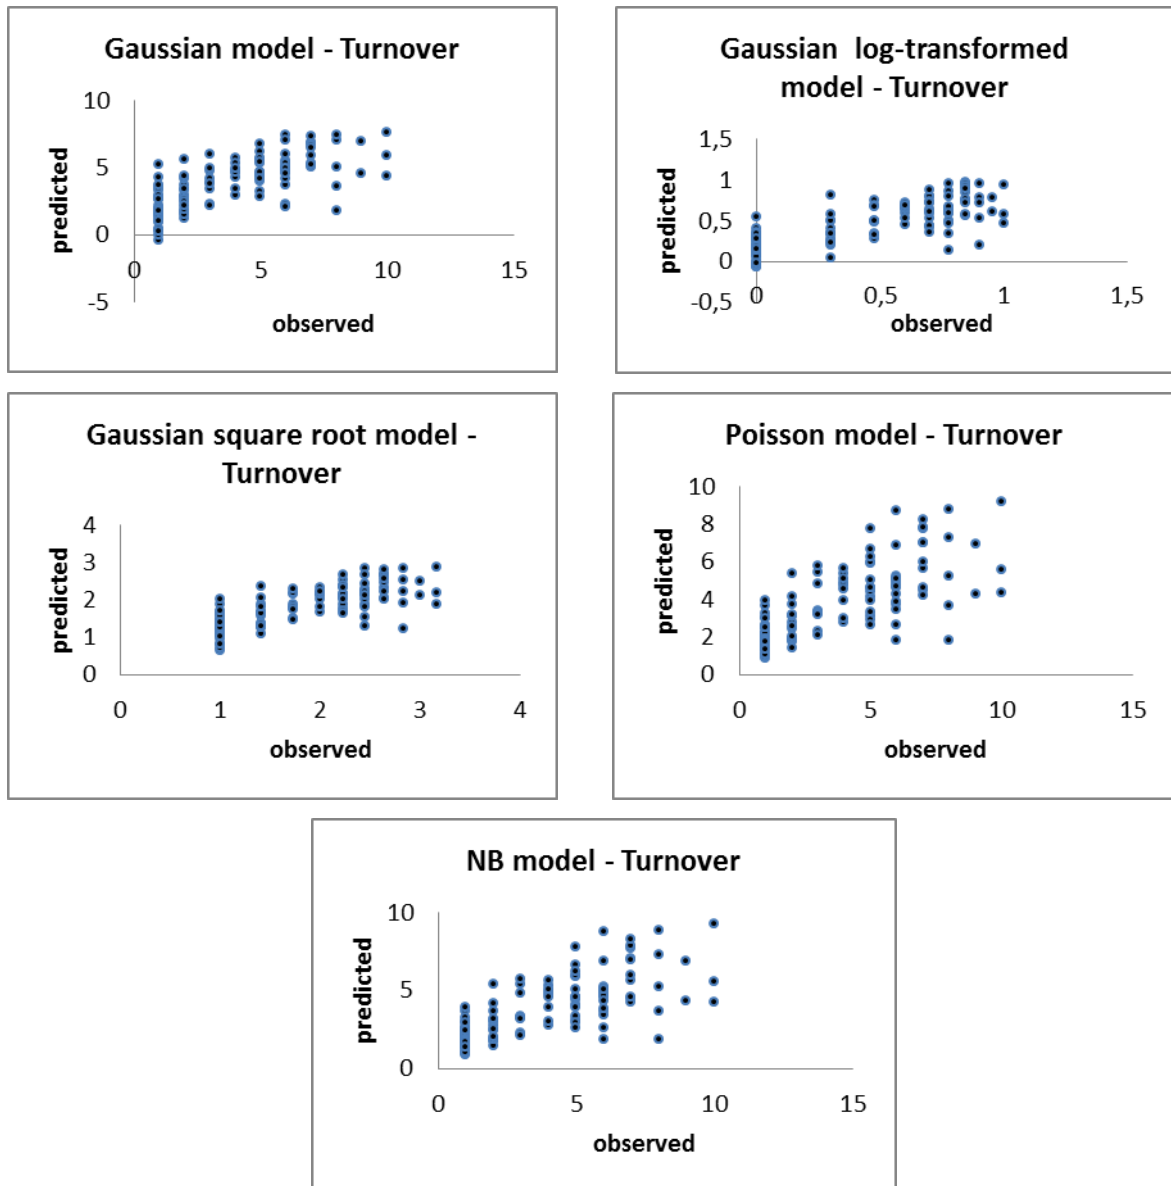 Gaussian model - Turnover
10
5
0
-5
0
5
10
15
predicted
observed
Gaussian log-transformed
model - Turnover
1,5
1
0,5
0
-0,5
0
0,5
1
1,5
predicted
observed
Gaussian square root model -
Turnover
4
3
2
1
0
0
1
2
3
4
predicted
observed
Poisson model - Turnover
10
8
6
4
2
0
0
5
10
15
predicted
observed
NB model - Turnover
10
5
0
0
5
10
15
predicted
observed